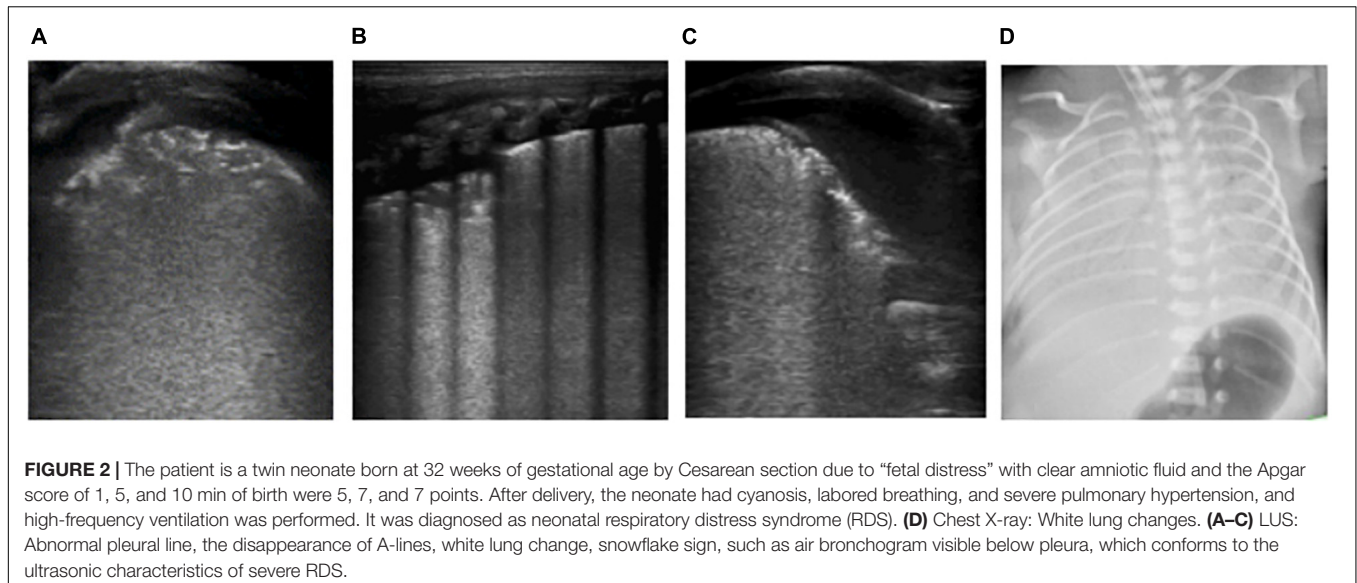 A
B
C
D
FIGURE 2 | The patient is a twin neonate born at 32 weeks of gestational age by Cesarean section due to “fetal distress” with clear amniotic fluid and the Apgar
score of 1, 5, and 10 min of birth were 5, 7, and 7 points. After delivery, the neonate had cyanosis, labored breathing, and severe pulmonary hypertension, and
high-frequency ventilation was performed. It was diagnosed as neonatal respiratory distress syndrome (RDS). (D) Chest X-ray: White lung changes. (A–C) LUS:
Abnormal pleural line, the disappearance of A-lines, white lung change, snowflake sign, such as air bronchogram visible below pleura, which conforms to the
ultrasonic characteristics of severe RDS.